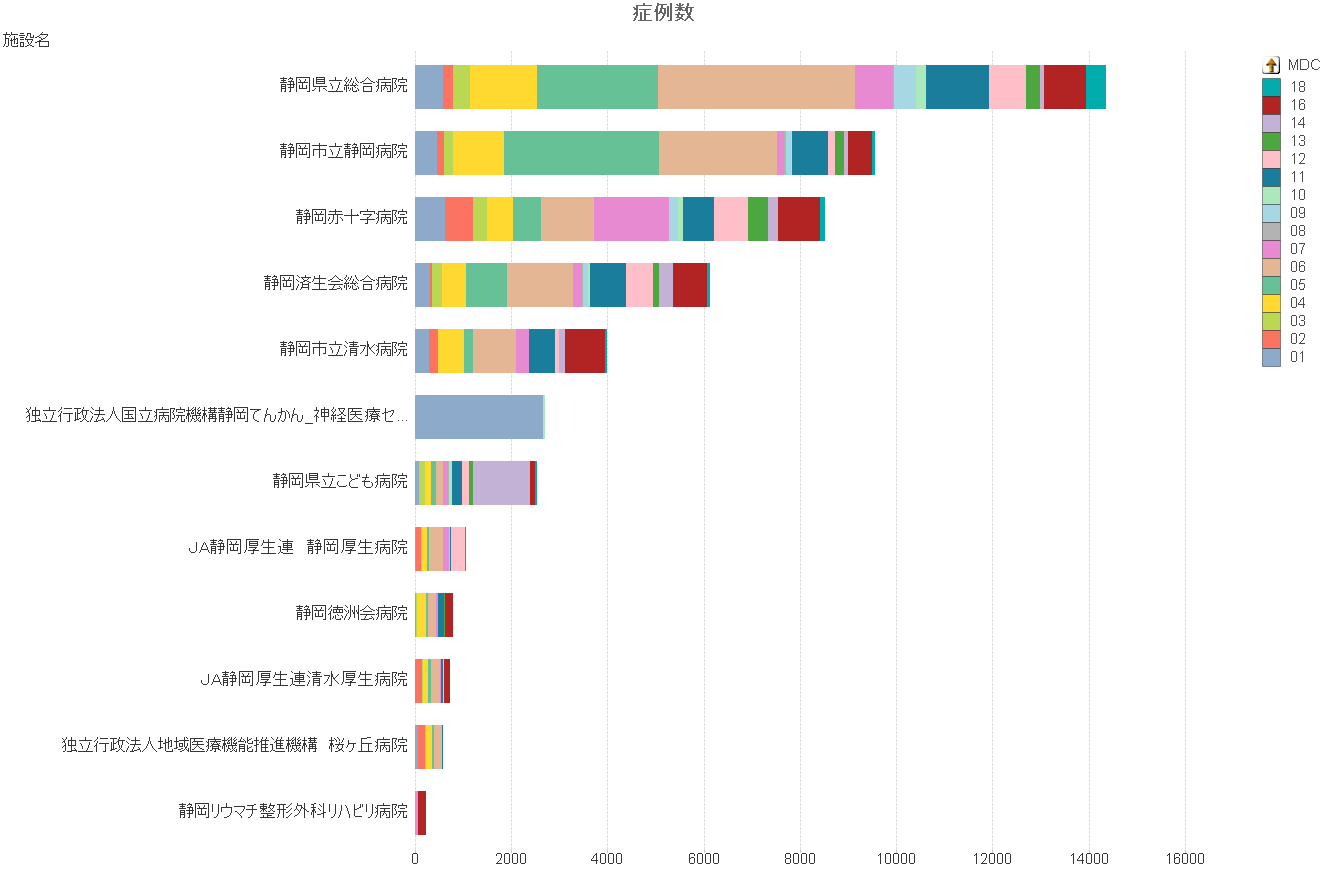 症例数
施設名
静岡県立総合病院
静岡市立静岡病院
静岡赤十字病院
静岡済生会総合病院
静岡市立清水病院
独立行政法人国立病院機構静岡てんかん_神経医療セ...
静岡県立こども病院
JA静岡厚生連　静岡厚生病院
静岡徳洲会病院
JA静岡厚生連清水厚生病院
独立行政法人地域医療機能推進機構　桜ヶ丘病院
静岡リウマチ整形外科リハビリ病院
0 2000 4000 6000 8000 10000 12000 14000 16000
MDC
18
16
14
13
12
11
10
09
08
07
06
05
04
03
02
01